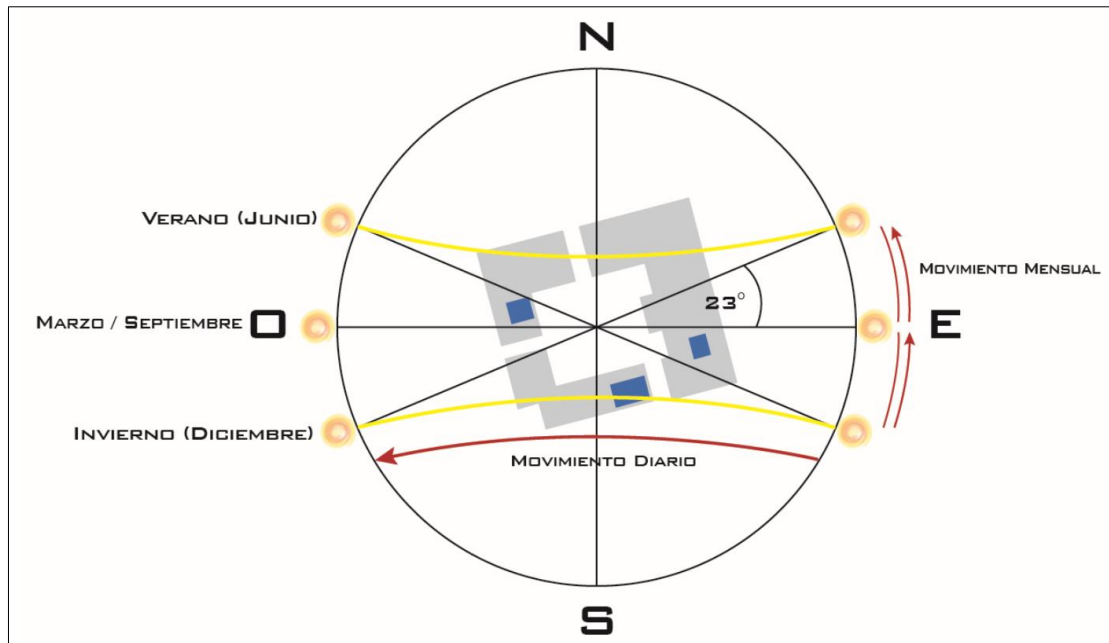 N
Verano (Junio)
Movimiento Mensual
23°
Marzo / Septiembre O
E
Invierno (Diciembre)
Movimiento Diario
S